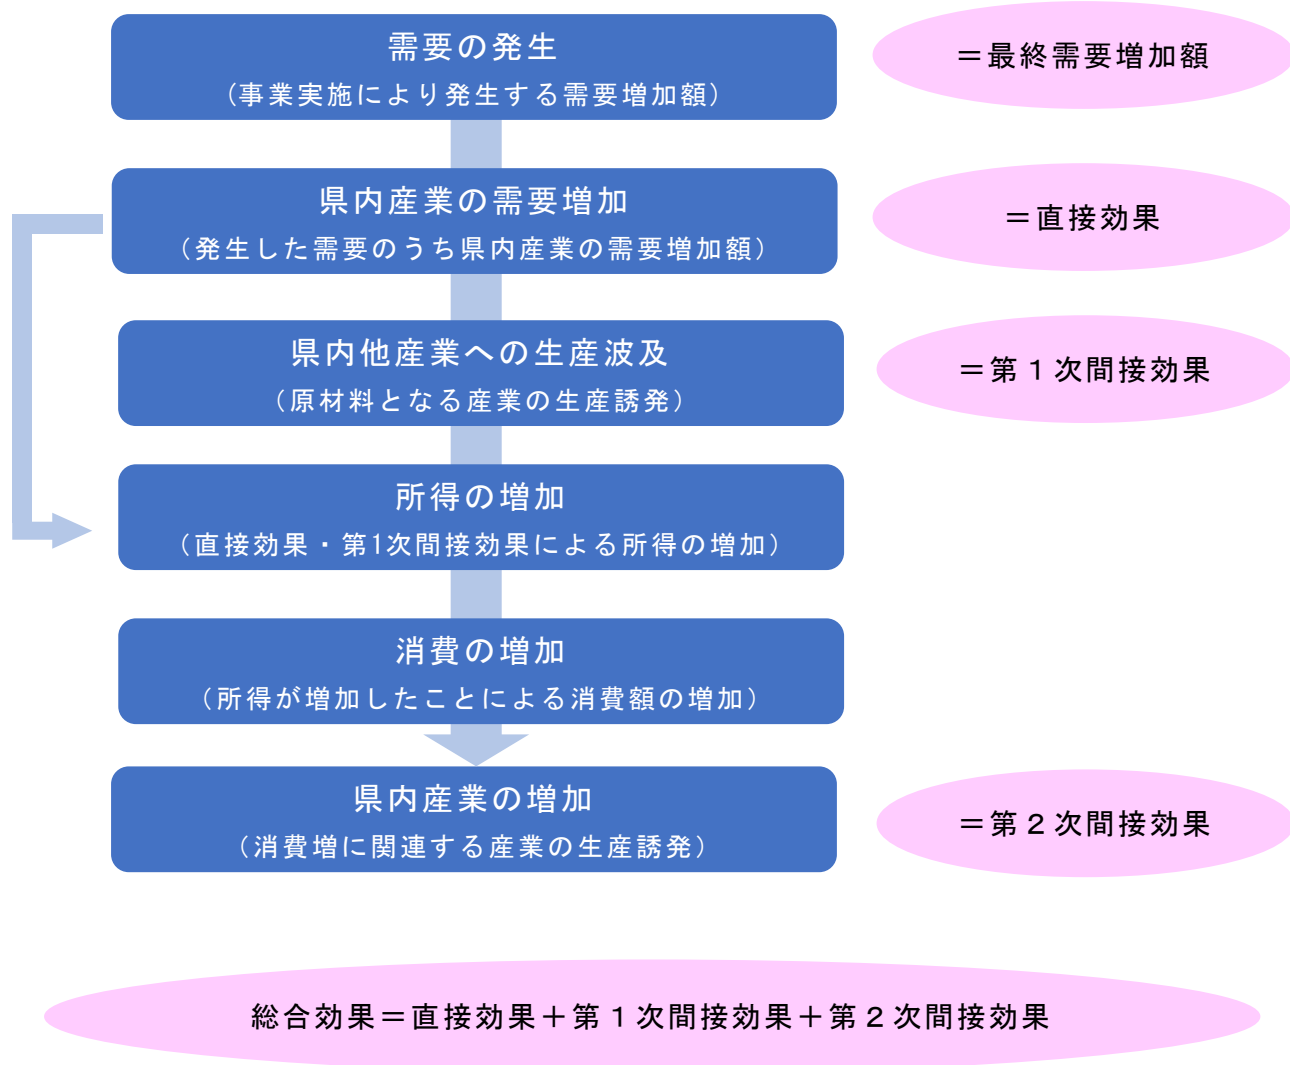 需要の発生
（事業実施により発生する需要増加額）
＝最終需要増加額
県内産業の需要増加
（発生した需要のうち県内産業の需要増加額）
＝直接効果
県内他産業への生産波及
（原材料となる産業の生産誘発）
＝第１次間接効果
所得の増加
（直接効果・第1次間接効果による所得の増加）
消費の増加
（所得が増加したことによる消費額の増加）
県内産業の増加
（消費増に関連する産業の生産誘発）
＝第２次間接効果
総合効果＝直接効果＋第１次間接効果＋第２次間接効果